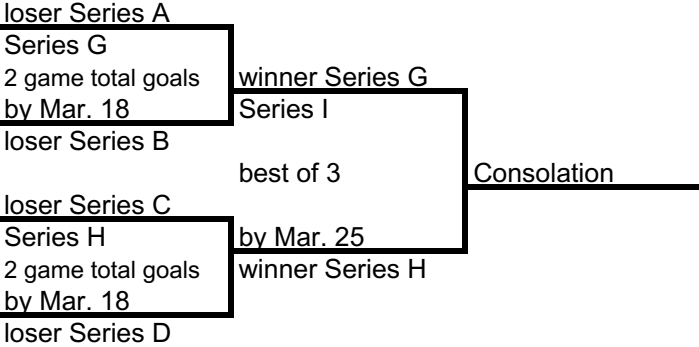 loser Series A
Series G
2 game total goals
by Mar. 18
loser Series B
winner Series G
Series I
best of 3
by Mar. 25
winner Series H
Consolation
loser Series C
Series H
2 game total goals
by Mar. 18
loser Series D